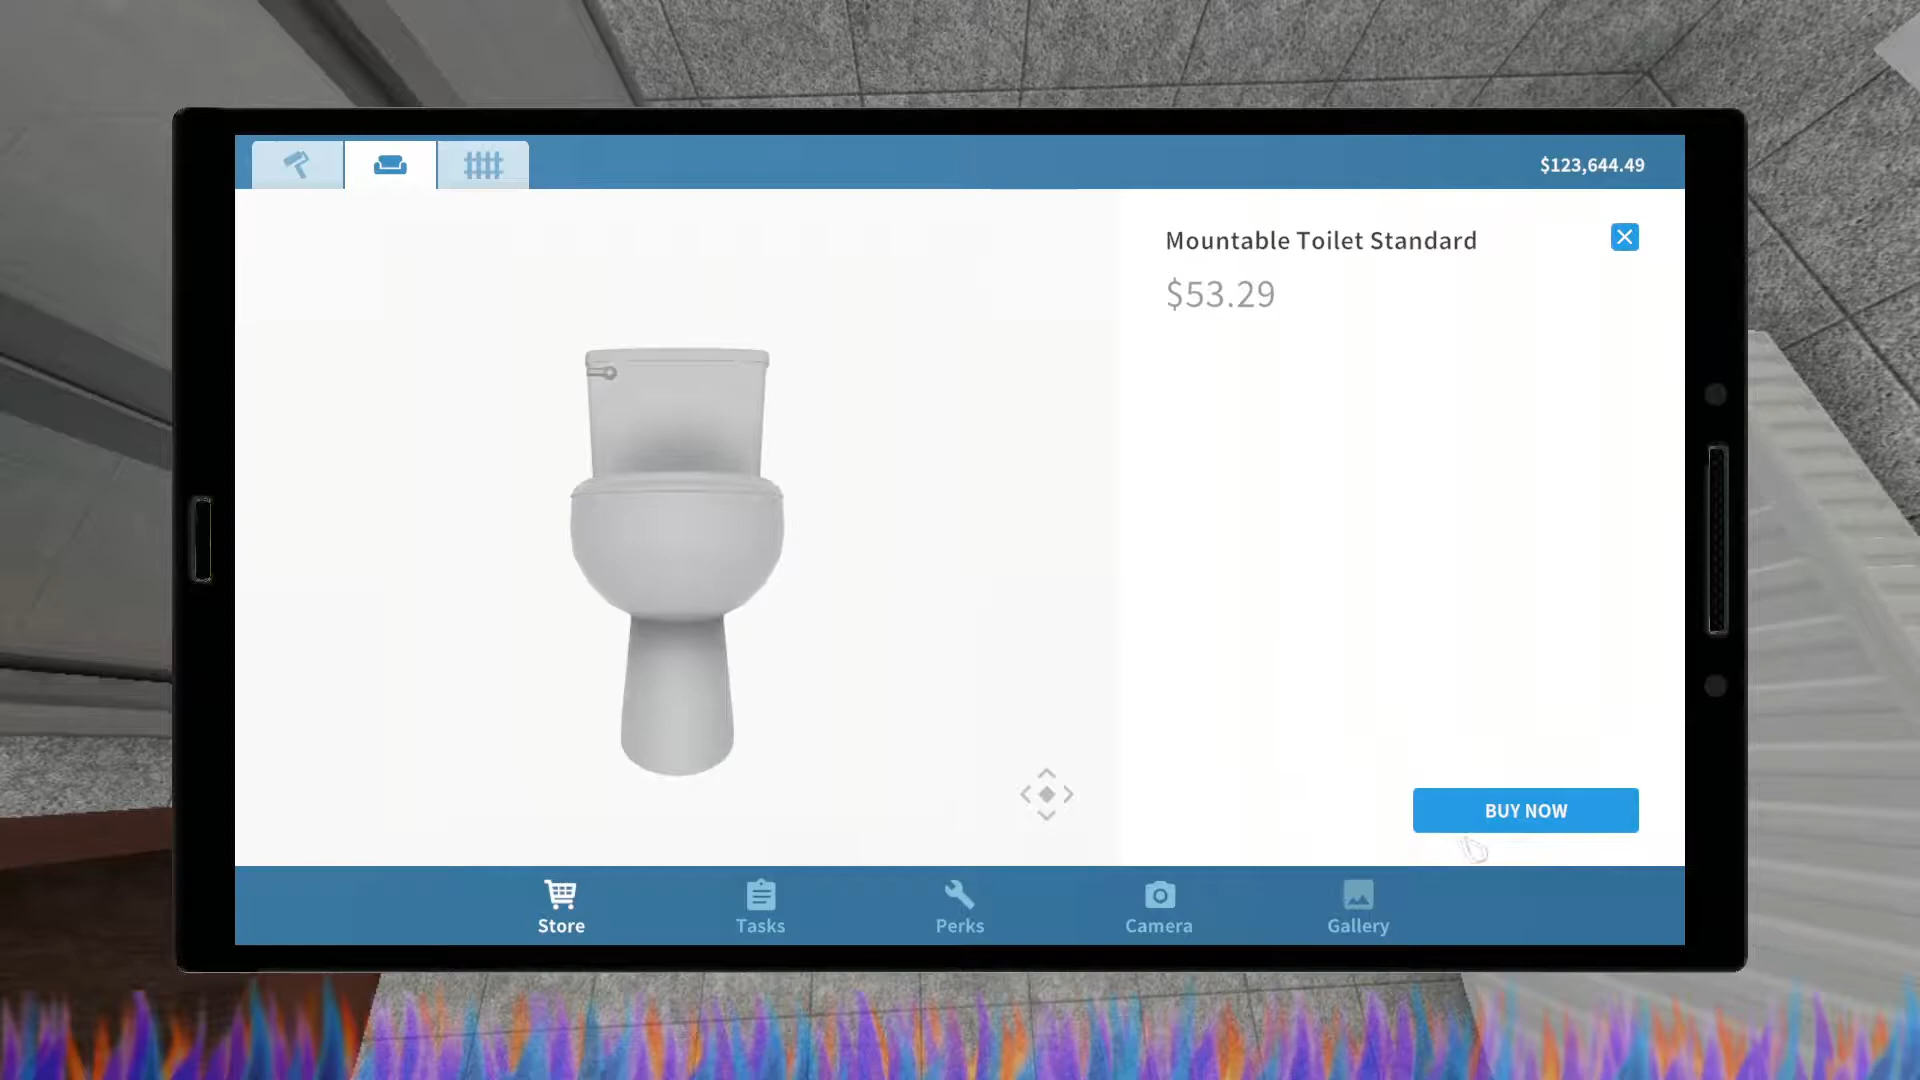 $123,644.49
Mountable Toilet Standard
$53.29
BUY NOW
Store
Tasks
Perks
Camera
Gallery